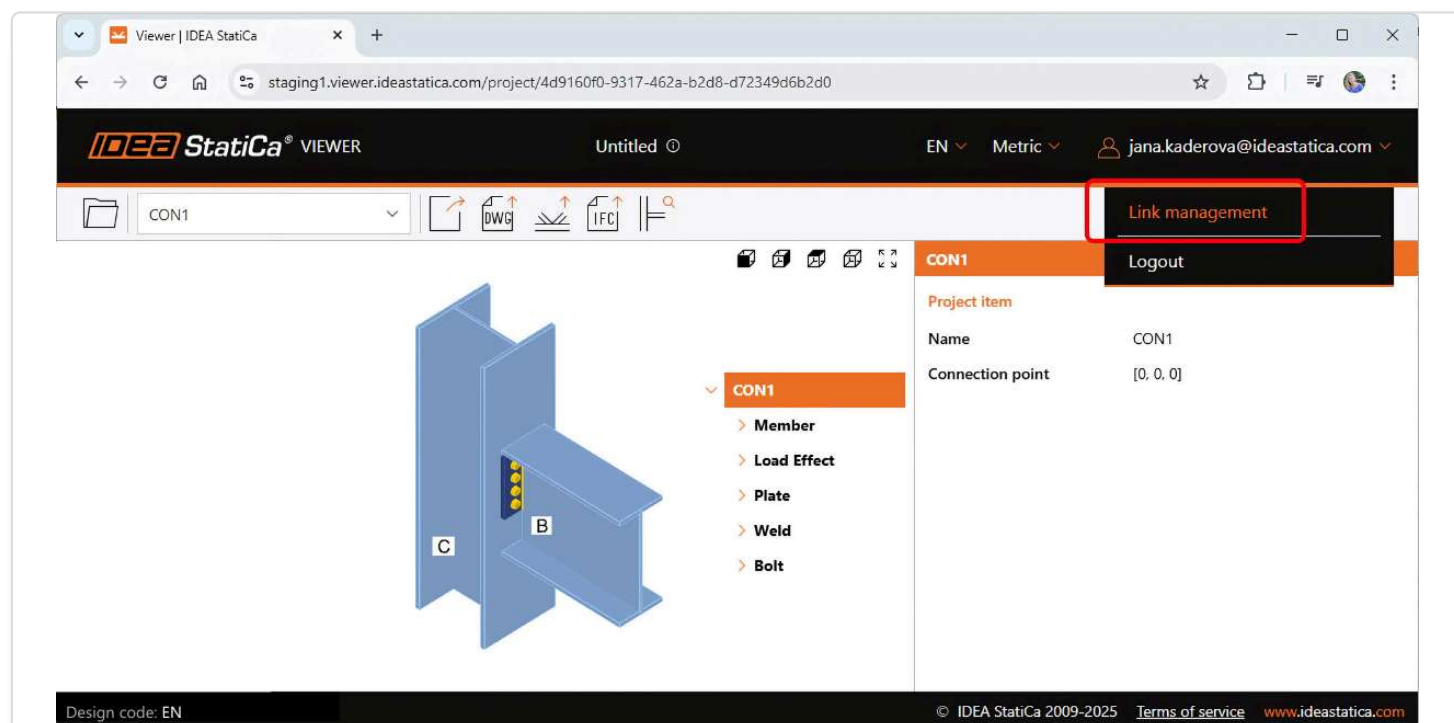 Viewer | IDEA StatiCa
staging1.viewer.ideastatica.com/project/4d9160f0-9317-462a-b2d8-d72349d6b2d0
IDEA StatiCa® VIEWER Untitled EN Metric jana.kaderova@ideastatica.com
CON1 DWG IFC Link management
Logout
CON1
Project item
Name CON1
Connection point [0, 0, 0]
CON1
Member
Load Effect
Plate
Weld
Bolt
B
C
Design code: EN © IDEA StatiCa 2009-2025 Terms of service www.ideastatica.com